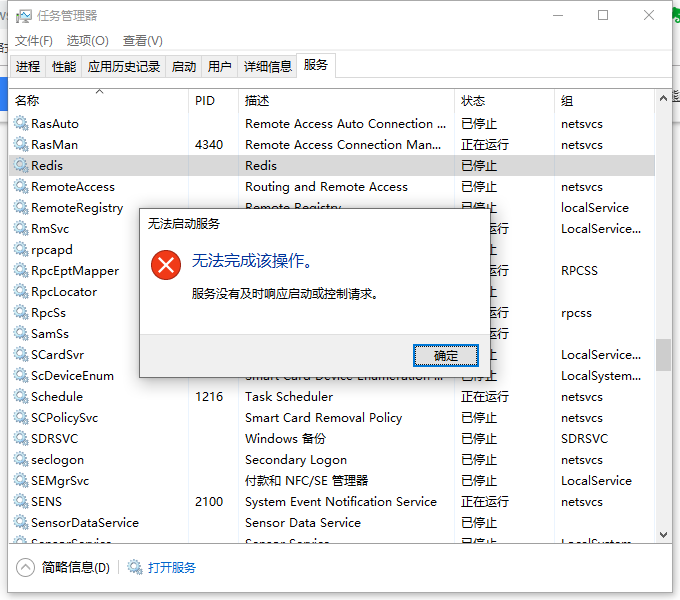 任务管理器
文件(F) 选项(O) 查看(V)
进程 性能 应用历史记录 启动 用户 详细信息 服务
名称 PID 描述 状态 组
RasAuto Remote Access Auto Connection ... 已停止 netsvcs
RasMan 4340 Remote Access Connection Man... 正在运行 netsvcs
Redis Redis 已停止
RemoteAccess Routing and Remote Access 已停止 netsvcs
RemoteRegistry Remote Registry 已停止 localService
无法启动服务
RmSvc 运行 LocalService...
rpcapd 止
无法完成该操作。
RpcEptMapper 运行 RPCSS
RpcLocator 止
服务没有及时响应启动或控制请求。
RpcSs 运行 rpcss
SamSs 运行
SCardSvr 止 LocalService...
确定
ScDeviceEnum Smart Card Device Enumeration ... 已停止 LocalSystem...
Schedule 1216 Task Scheduler 正在运行 netsvcs
SCPolicySvc Smart Card Removal Policy 已停止 netsvcs
SDRSVC Windows 备份 已停止 SDRSVC
seclogon Secondary Logon 已停止 netsvcs
SEMgrSvc 付款和 NFC/SE 管理器 已停止 LocalService
SENS 2100 System Event Notification Service 正在运行 netsvcs
SensorDataService Sensor Data Service 已停止
SensorService Sensor Service 已停止 LocalSystem
简略信息(D) 打开服务